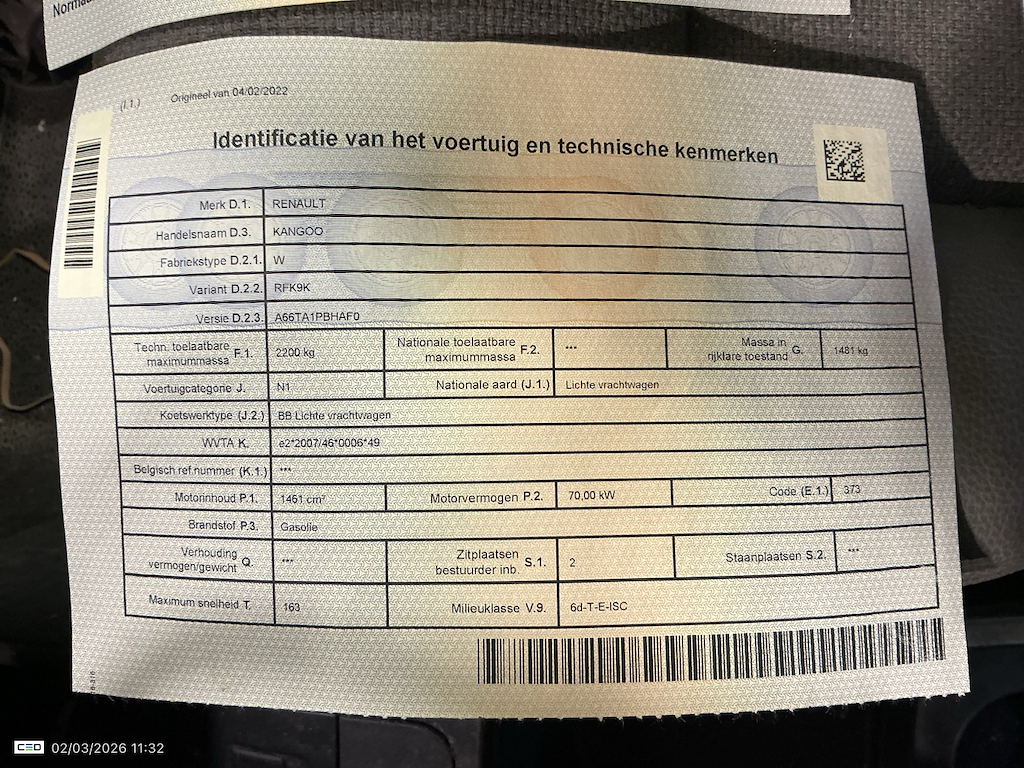 Norma
(I.1.) Origineel van 04/02/2022
Identificatie van het voertuig en technische kenmerken
Merk D.1. RENAULT
Handelsnaam D.3. KANGOO
Fabriekstype D.2.1. W
Variant D.2.2. RFK9K
Versie D.2.3. A66TA1PBHAF0
Techn. toelaatbare maximummassa F.1. 2200 kg
Nationale toelaatbare maximummassa F.2. ***
Massa in rijklare toestand G. 1481 kg
Voertuigcategorie J. N1
Nationale aard (J.1.) Lichte vrachtwagen
Koetswerktype (J.2.) BB Lichte vrachtwagen
WVTA K. e2*2007/46*0006*49
Belgisch ref.nummer (K.1.) ***
Motorinhoud P.1. 1461 cm³
Motorvermogen P.2. 70,00 kW
Code (E.1.) 373
Brandstof P.3. Gasolie
Verhouding vermogen/gewicht Q. ***
Zitplaatsen bestuurder inb. S.1. 2
Staanplaatsen S.2. ***
Maximum snelheid T. 163
Milieuklasse V.9. 6d-T-E-ISC
CEO 02/03/2026 11:32